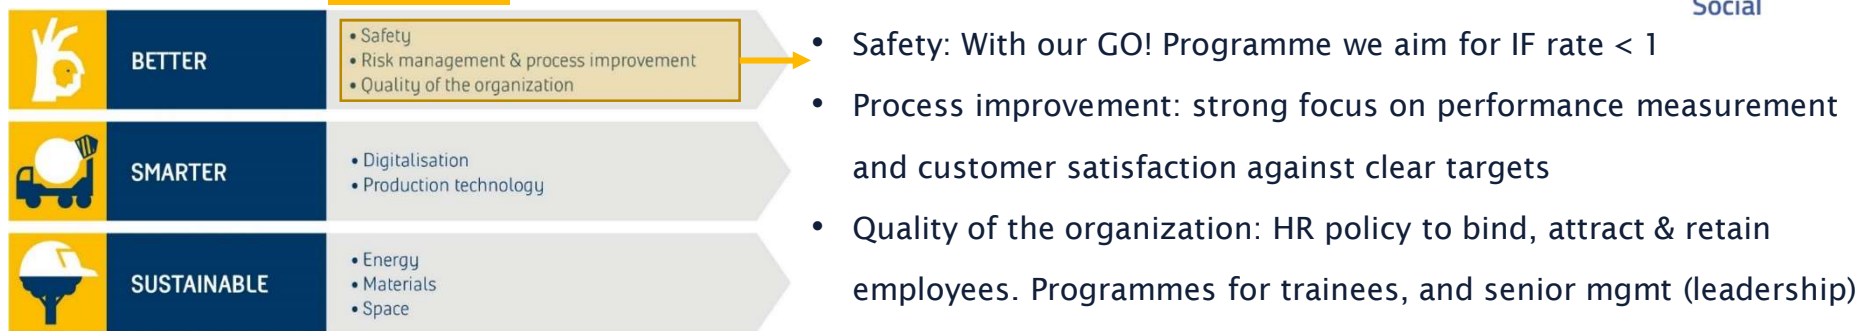 Social
BETTER
• Safety
• Risk management & process improvement
• Quality of the organization
SMARTER
• Digitalisation
• Production technology
SUSTAINABLE
• Energy
• Materials
• Space
• Safety: With our GO! Programme we aim for IF rate < 1
• Process improvement: strong focus on performance measurement
and customer satisfaction against clear targets
• Quality of the organization: HR policy to bind, attract & retain
employees. Programmes for trainees, and senior mgmt (leadership)